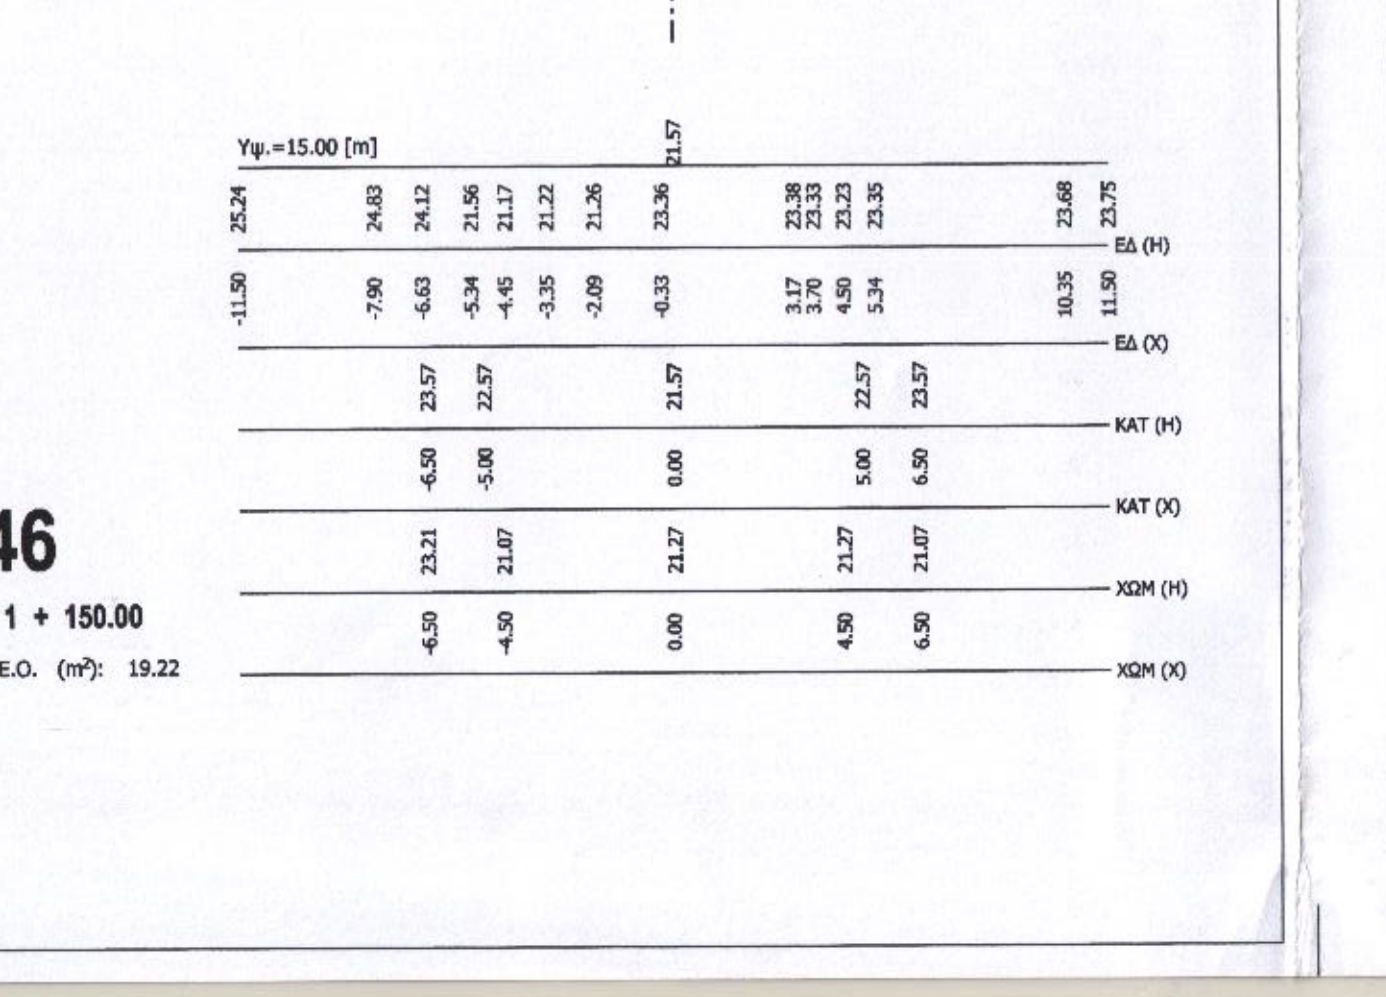 21.57
Υψ.=15.00 [m]
25.24 24.83 24.12 21.56 21.17 21.22 21.26 23.36 23.38 23.33 23.23 23.35 23.68 23.75
ΕΔ (Η)
-11.50 -7.90 -6.63 -5.34 -4.45 -3.35 -2.09 -0.33 3.17 3.70 4.50 5.34 10.35 11.50
ΕΔ (Χ)
23.57 22.57 21.57 22.57 23.57
ΚΑΤ (Η)
-6.50 -5.00 0.00 5.00 6.50
ΚΑΤ (Χ)
23.21 21.07 21.27 21.27 21.07
ΧΩΜ (Η)
-6.50 -4.50 0.00 4.50 6.50
ΧΩΜ (Χ)
46
1 + 150.00
Ε.Ο. (m²): 19.22